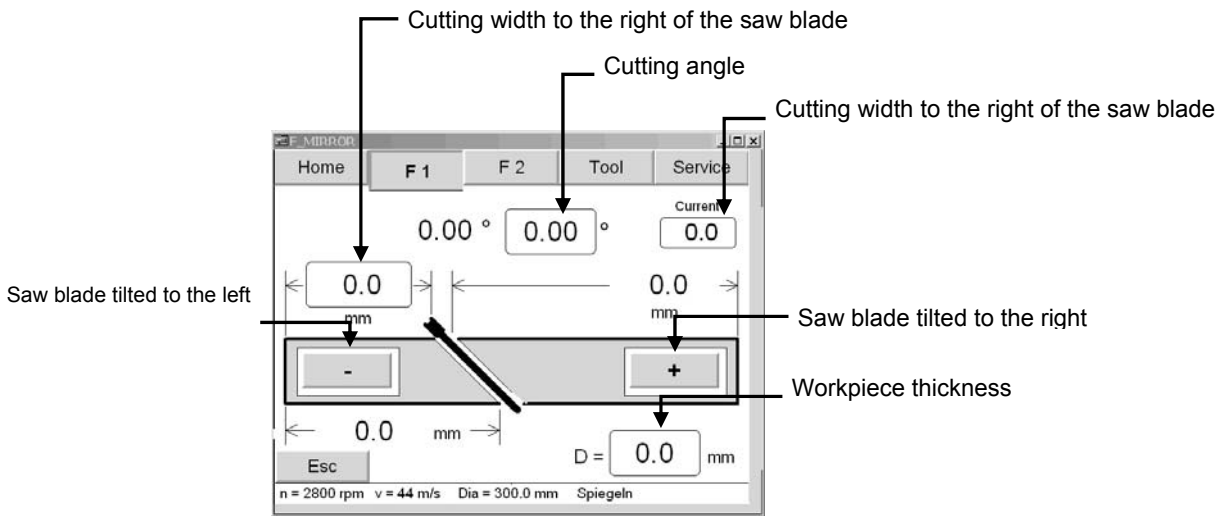 Cutting width to the right of the saw blade
Cutting angle
Cutting width to the right of the saw blade
F_MIRROR
Home F 1 F 2 Tool Service
Current
0.00 ° 0.00 ° 0.0
0.0 0.0
Saw blade tilted to the left
mm mm
Saw blade tilted to the right
- +
Workpiece thickness
0.0 mm
D = 0.0 mm
Esc
n = 2800 rpm v = 44 m/s Dia = 300.0 mm Spiegeln